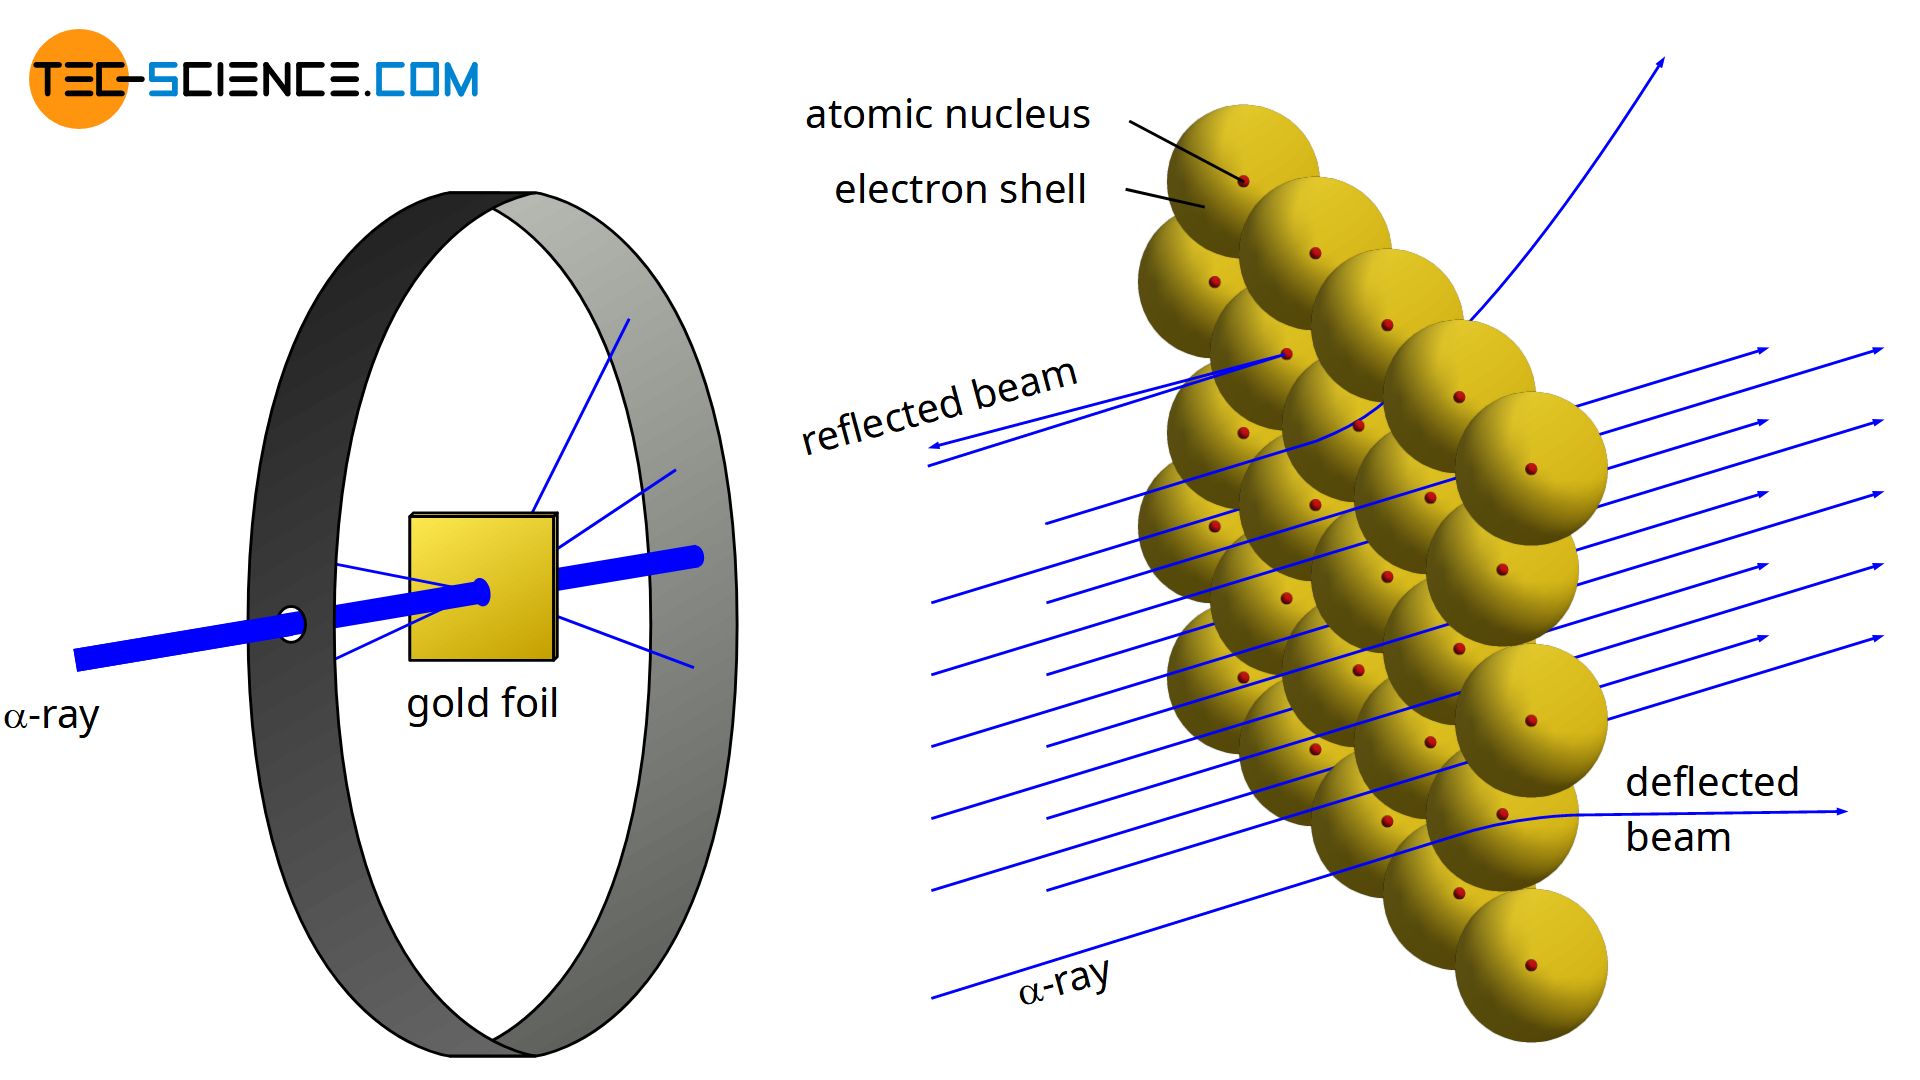 TEC-SCIENCE.COM
atomic nucleus
electron shell
reflected beam
α-ray
gold foil
deflected
beam
α-ray